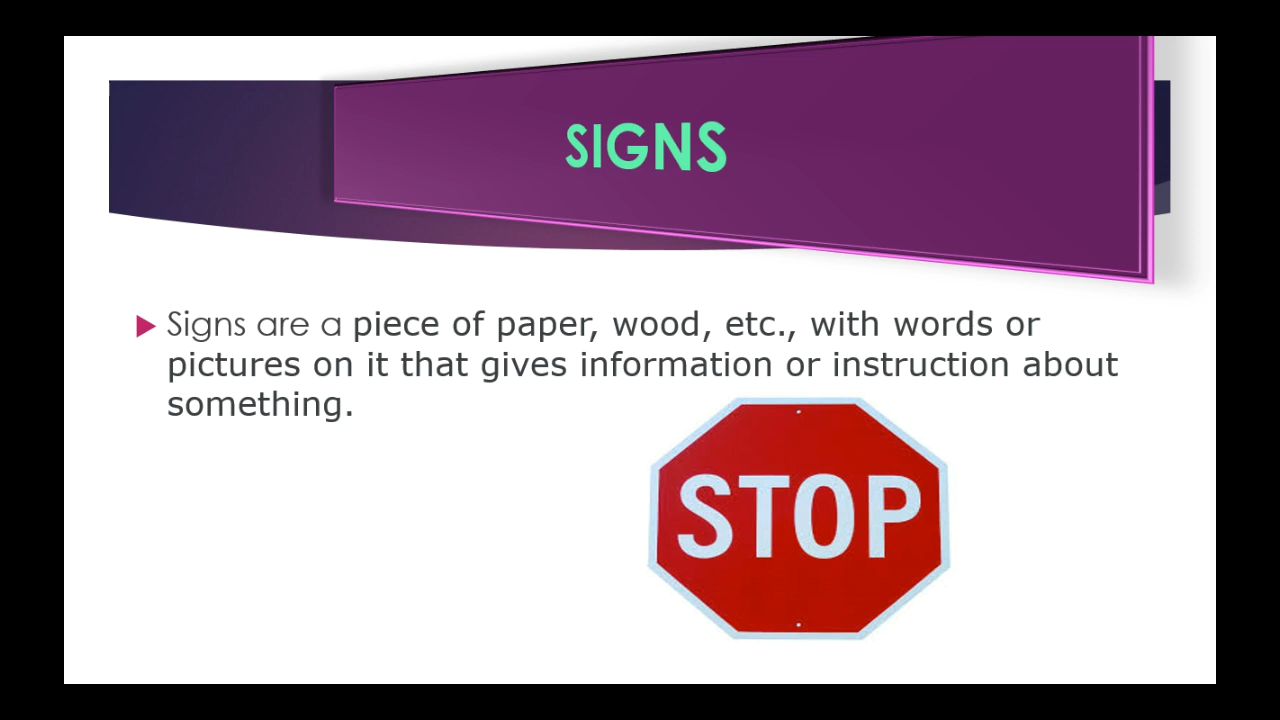 SIGNS
Signs are a piece of paper, wood, etc., with words or
pictures on it that gives information or instruction about
something.
STOP